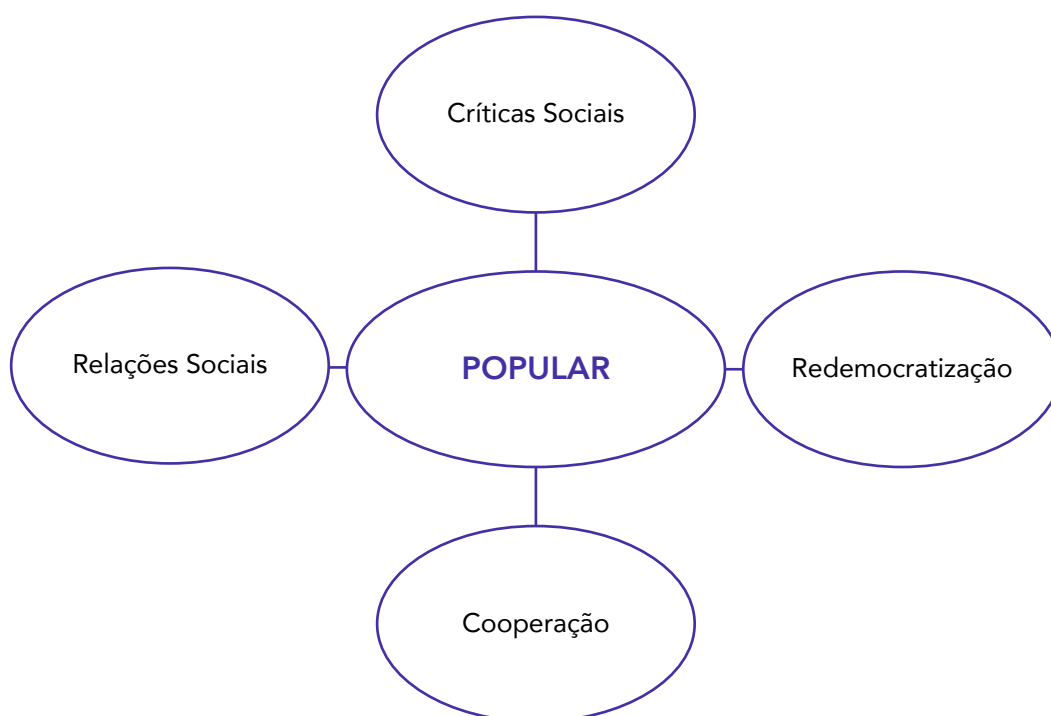 Críticas Sociais
Relações Sociais
POPULAR
Redemocratização
Cooperação